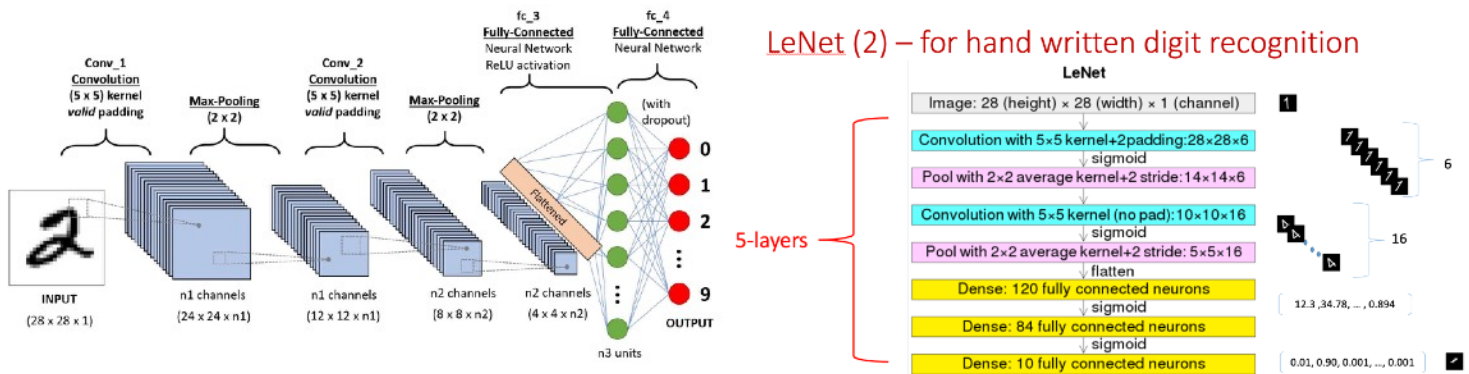 fc_3
Fully-Connected
Neural Network
ReLU activation
fc_4
Fully-Connected
Neural Network
Conv_1
Convolution
(5 x 5) kernel
valid padding
Max-Pooling
(2 x 2)
Conv_2
Convolution
(5 x 5) kernel
valid padding
Max-Pooling
(2 x 2)
(with
dropout)
Flattened
0
1
2
9
INPUT
(28 x 28 x 1)
n1 channels
(24 x 24 x n1)
n1 channels
(12 x 12 x n1)
n2 channels
(8 x 8 x n2)
n2 channels
(4 x 4 x n2)
n3 units
OUTPUT
LeNet (2) – for hand written digit recognition
LeNet
Image: 28 (height) × 28 (width) × 1 (channel)
Convolution with 5×5 kernel+2padding:28×28×6
sigmoid
Pool with 2×2 average kernel+2 stride:14×14×6
Convolution with 5×5 kernel (no pad):10×10×16
sigmoid
Pool with 2×2 average kernel+2 stride: 5×5×16
flatten
Dense: 120 fully connected neurons
sigmoid
Dense: 84 fully connected neurons
sigmoid
Dense: 10 fully connected neurons
5-layers
6
16
12.3 ,34.78, ... , 0.894
0.01, 0.90, 0.001, ..., 0.001